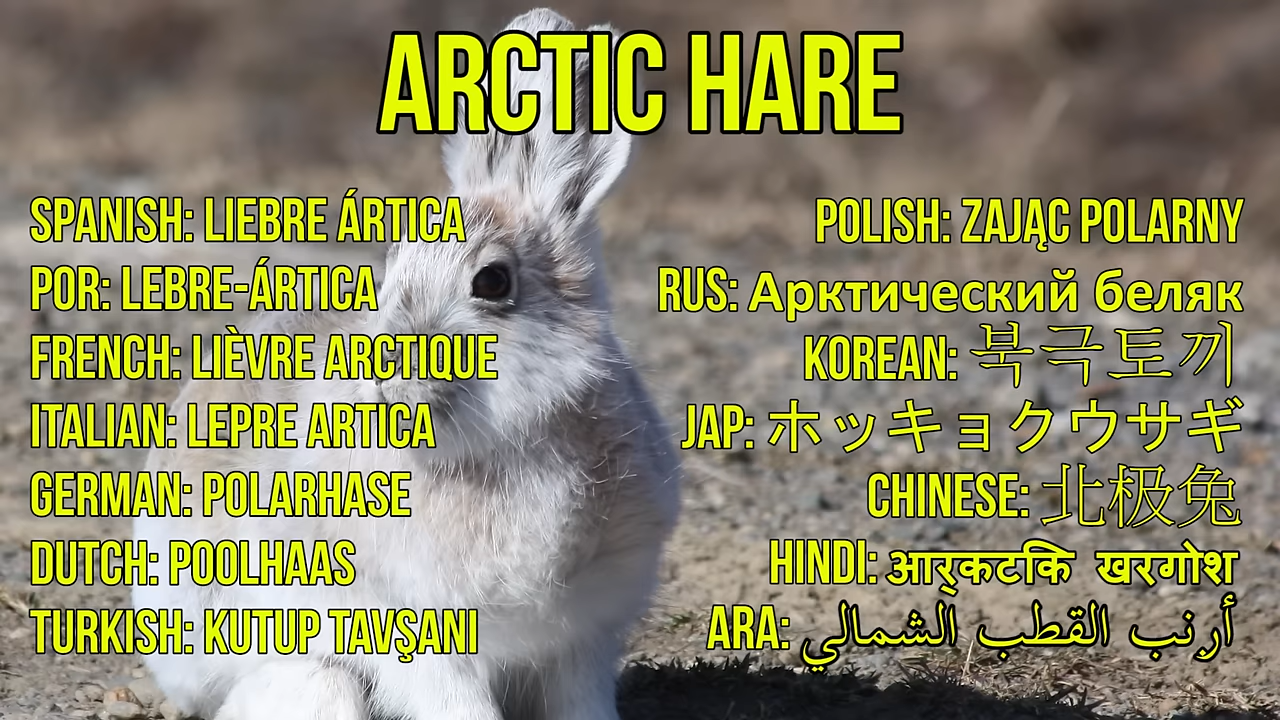 ARCTIC HARE
SPANISH: LIEBRE ÁRTICA
POR: LEBRE-ÁRTICA
FRENCH: LIÈVRE ARCTIQUE
ITALIAN: LEPRE ARTICA
GERMAN: POLARHASE
DUTCH: POOLHAAS
TURKISH: KUTUP TAVŞANI
POLISH: ZAJĄC POLARNY
RUS: Арктический беляк
KOREAN: 북극토끼
JAP: ホッキョクウサギ
CHINESE: 北极兔
HINDI: आर्कटिक खरगोश
ARA: أرنب القطب الشمالي